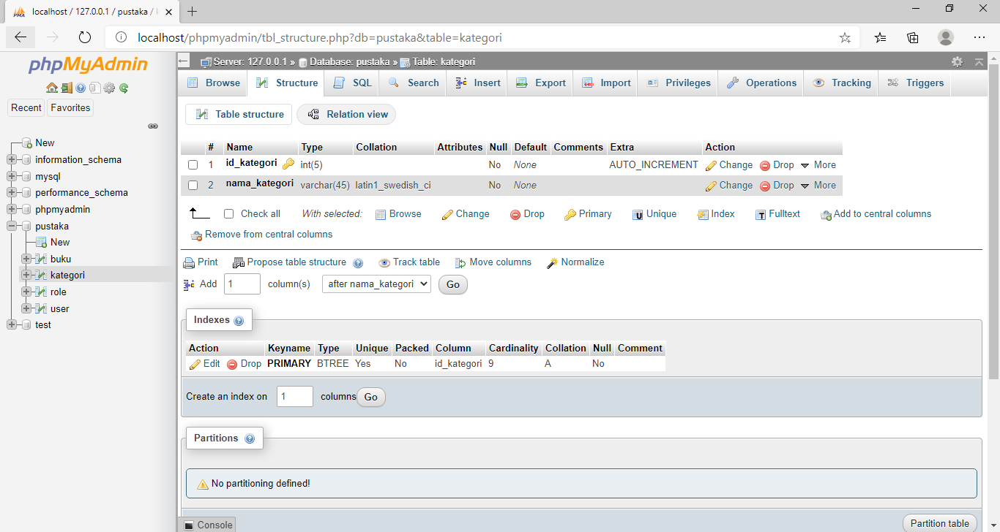 localhost / 127.0.0.1 / pustaka /
localhost/phpmyadmin/tbl_structure.php?db=pustaka&table=kategori
phpMyAdmin
Recent Favorites
New
information_schema
mysql
performance_schema
phpmyadmin
pustaka
New
buku
kategori
role
user
test
Server: 127.0.0.1 » Database: pustaka » Table: kategori
Browse Structure SQL Search Insert Export Import Privileges Operations Tracking Triggers
Table structure Relation view
# Name Type Collation Attributes Null Default Comments Extra Action
1 id_kategori int(5) No None AUTO_INCREMENT Change Drop More
2 nama_kategori varchar(45) latin1_swedish_ci No None Change Drop More
Check all With selected: Browse Change Drop Primary Unique Index Fulltext Add to central columns
Remove from central columns
Print Propose table structure Track table Move columns Normalize
Add 1 column(s) after nama_kategori Go
Indexes
Action Keyname Type Unique Packed Column Cardinality Collation Null Comment
Edit Drop PRIMARY BTREE Yes No id_kategori 9 A No
Create an index on 1 columns Go
Partitions
No partitioning defined!
Partition table
Console